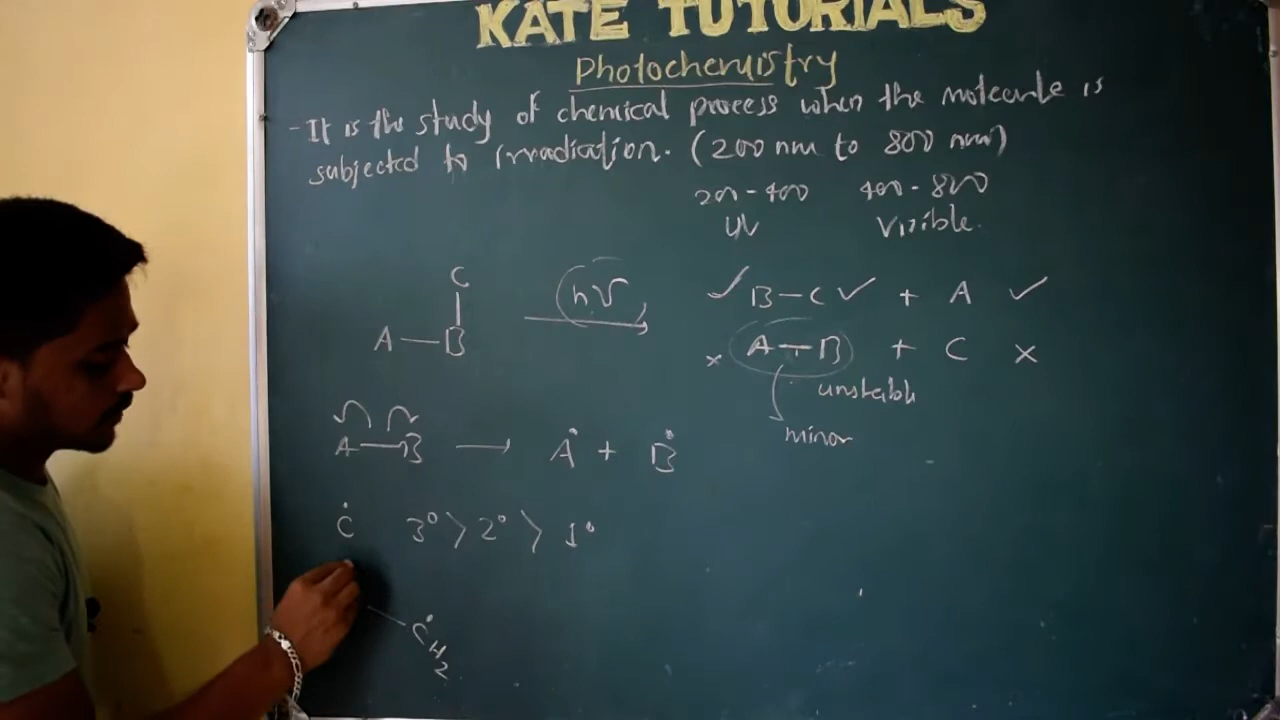 KATE TUTORIALS
Photochemistry
- It is the study of chemical process when the molecule is
subjected to Irradiation. (200 nm to 800 nm)
200 - 400 400 - 800
UV Visible.
C
A — B hν ✓ B — C ✓ + A ✓
× A — B + C ×
unstable
minor
A — B → Ȧ + Ḃ
Ċ 3° > 2° > 1°
ĊH2